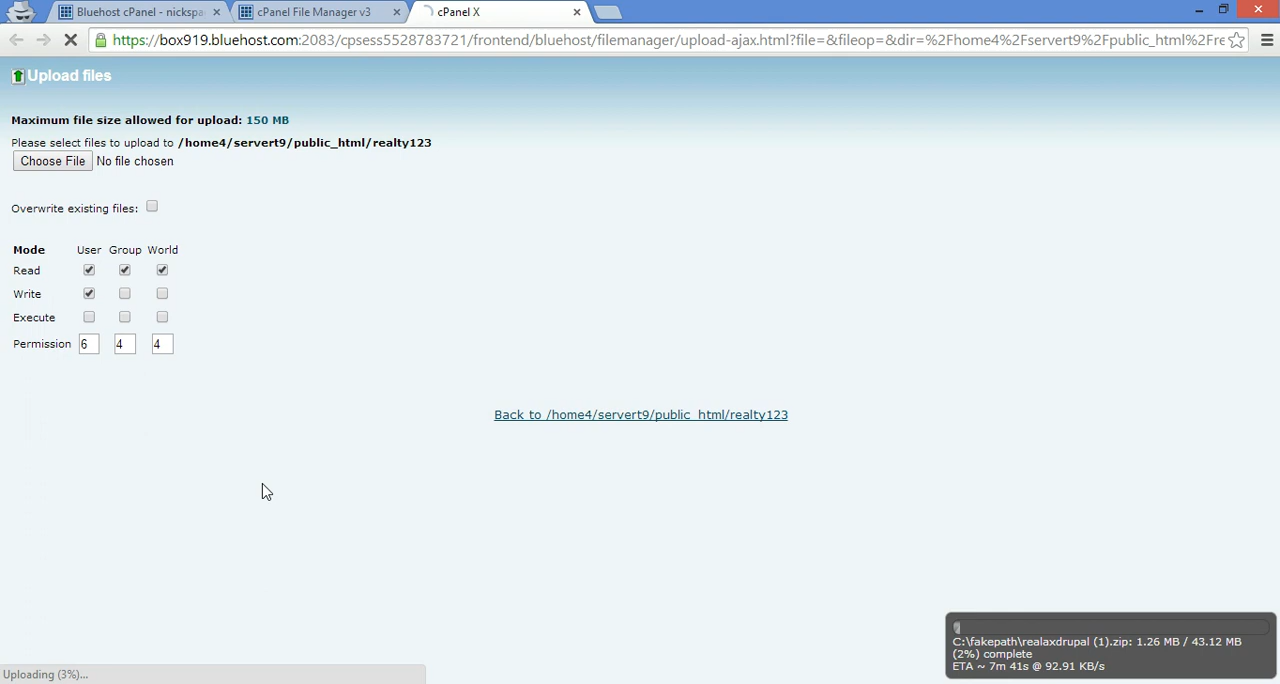 Bluehost cPanel - nickspa
cPanel File Manager v3
cPanel X
https://box919.bluehost.com:2083/cpsess5528783721/frontend/bluehost/filemanager/upload-ajax.html?file=&fileop=&dir=%2Fhome4%2Fservert9%2Fpublic_html%2Fre
Upload files
Maximum file size allowed for upload: 150 MB
Please select files to upload to /home4/servert9/public_html/realty123
Choose File No file chosen
Overwrite existing files:
Mode User Group World
Read
Write
Execute
Permission 6 4 4
Back to /home4/servert9/public_html/realty123
C:\fakepath\realaxdrupal (1).zip: 1.26 MB / 43.12 MB
(2%) complete
ETA ~ 7m 41s @ 92.91 KB/s
Uploading (3%)...